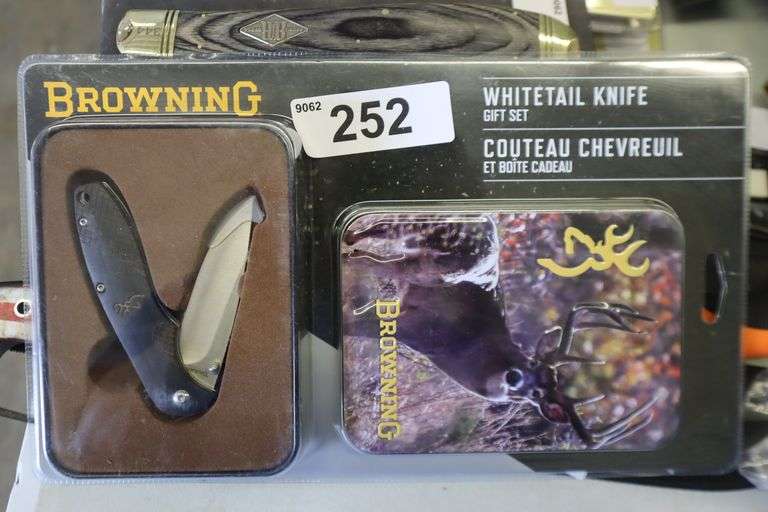 BROWNING
9062
252
WHITETAIL KNIFE
GIFT SET
COUTEAU CHEVREUIL
ET BOÎTE CADEAU
BROWNING